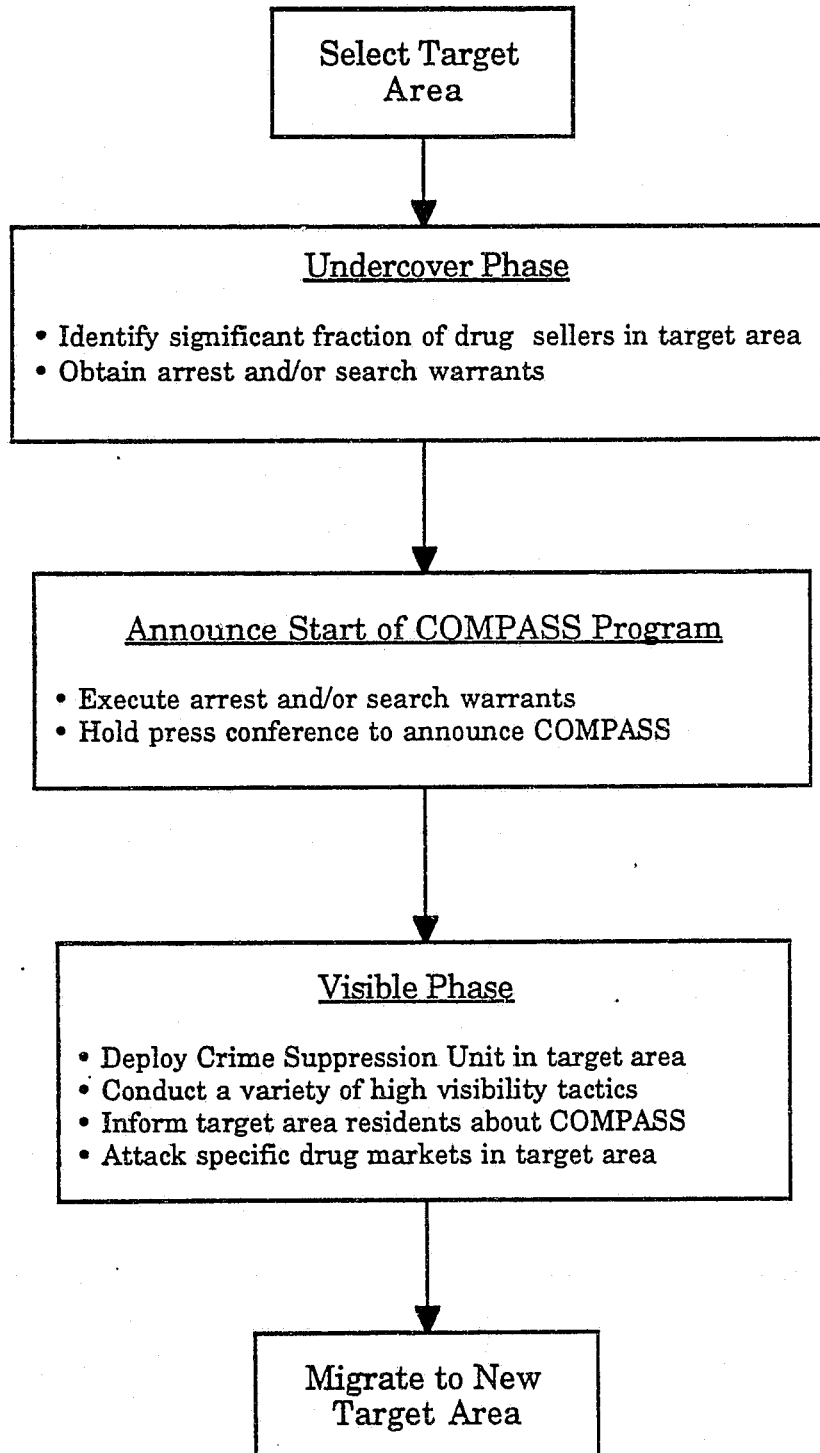 Select Target
Area
Undercover Phase
• Identify significant fraction of drug sellers in target area
• Obtain arrest and/or search warrants
Announce Start of COMPASS Program
• Execute arrest and/or search warrants
• Hold press conference to announce COMPASS
Visible Phase
• Deploy Crime Suppression Unit in target area
• Conduct a variety of high visibility tactics
• Inform target area residents about COMPASS
• Attack specific drug markets in target area
Migrate to New
Target Area